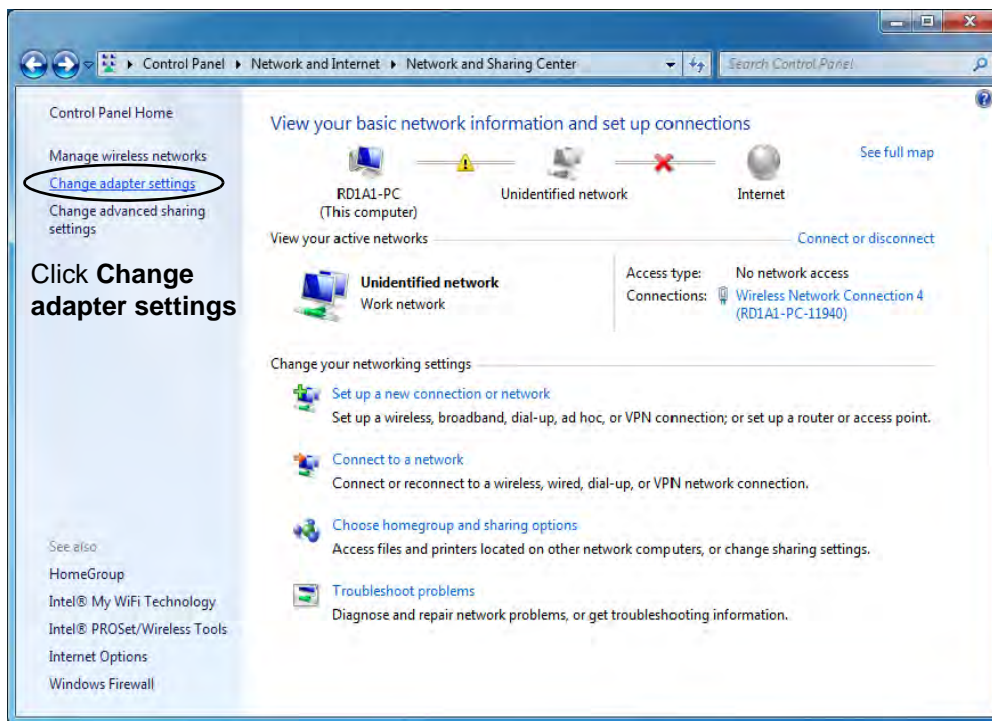 Control Panel ▸ Network and Internet ▸ Network and Sharing Center
Search Control Panel
Control Panel Home
Manage wireless networks
Change adapter settings
Change advanced sharing
settings
Click Change
adapter settings
See also
HomeGroup
Intel® My WiFi Technology
Intel® PROSet/Wireless Tools
Internet Options
Windows Firewall
View your basic network information and set up connections
See full map
RD1A1-PC
(This computer)
Unidentified network
Internet
View your active networks
Connect or disconnect
Unidentified network
Work network
Access type: No network access
Connections: Wireless Network Connection 4
(RD1A1-PC-11940)
Change your networking settings
Set up a new connection or network
Set up a wireless, broadband, dial-up, ad hoc, or VPN connection; or set up a router or access point.
Connect to a network
Connect or reconnect to a wireless, wired, dial-up, or VPN network connection.
Choose homegroup and sharing options
Access files and printers located on other network computers, or change sharing settings.
Troubleshoot problems
Diagnose and repair network problems, or get troubleshooting information.